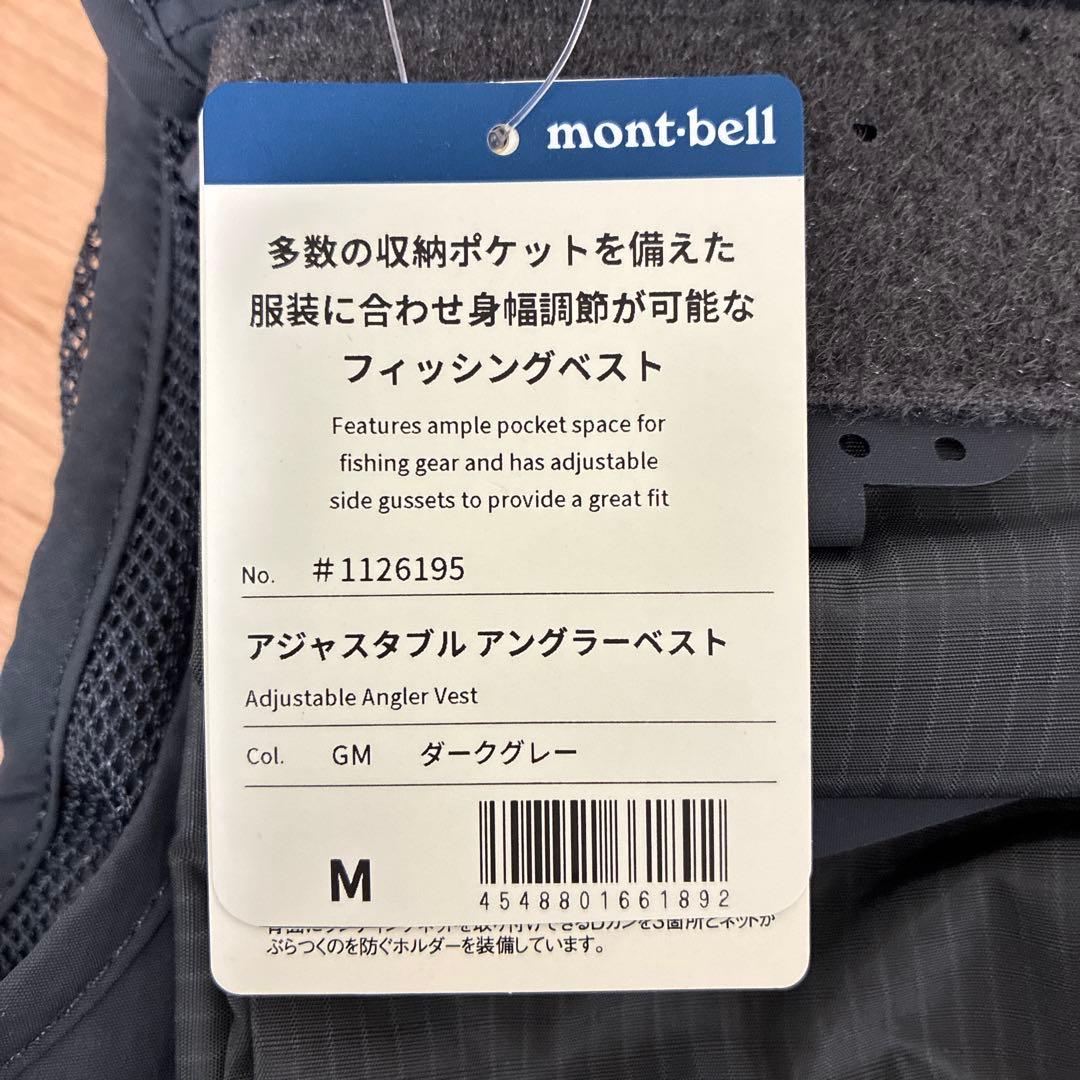 mont·bell
多数の収納ポケットを備えた
服装に合わせ身幅調節が可能な
フィッシングベスト
Features ample pocket space for
fishing gear and has adjustable
side gussets to provide a great fit
No. #1126195
アジャスタブル アングラーベスト
Adjustable Angler Vest
Col. GM ダークグレー
M
4548801661892
ぶらつくのを防ぐホルダーを装備しています。